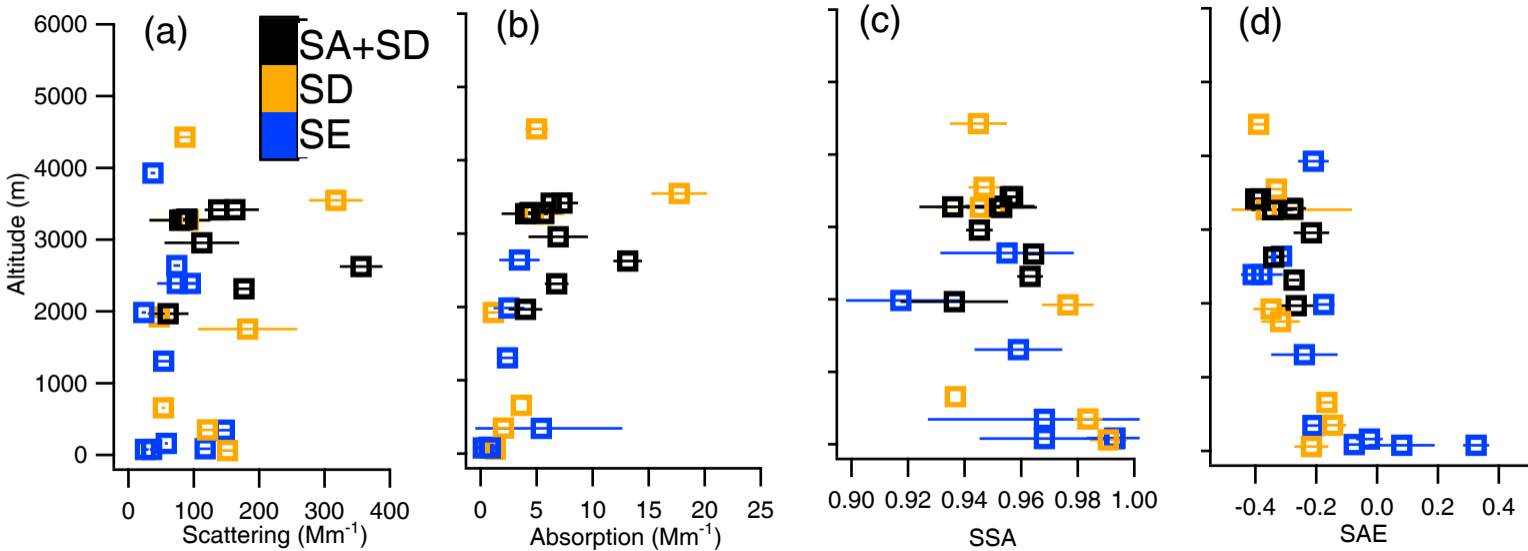 (a)
(b)
(c)
(d)
SA+SD
SD
SE
Altitude (m)
6000
5000
4000
3000
2000
1000
0
0 100 200 300 400
Scattering (Mm⁻¹)
0 5 10 15 20 25
Absorption (Mm⁻¹)
0.90 0.92 0.94 0.96 0.98 1.00
SSA
-0.4 -0.2 0.0 0.2 0.4
SAE